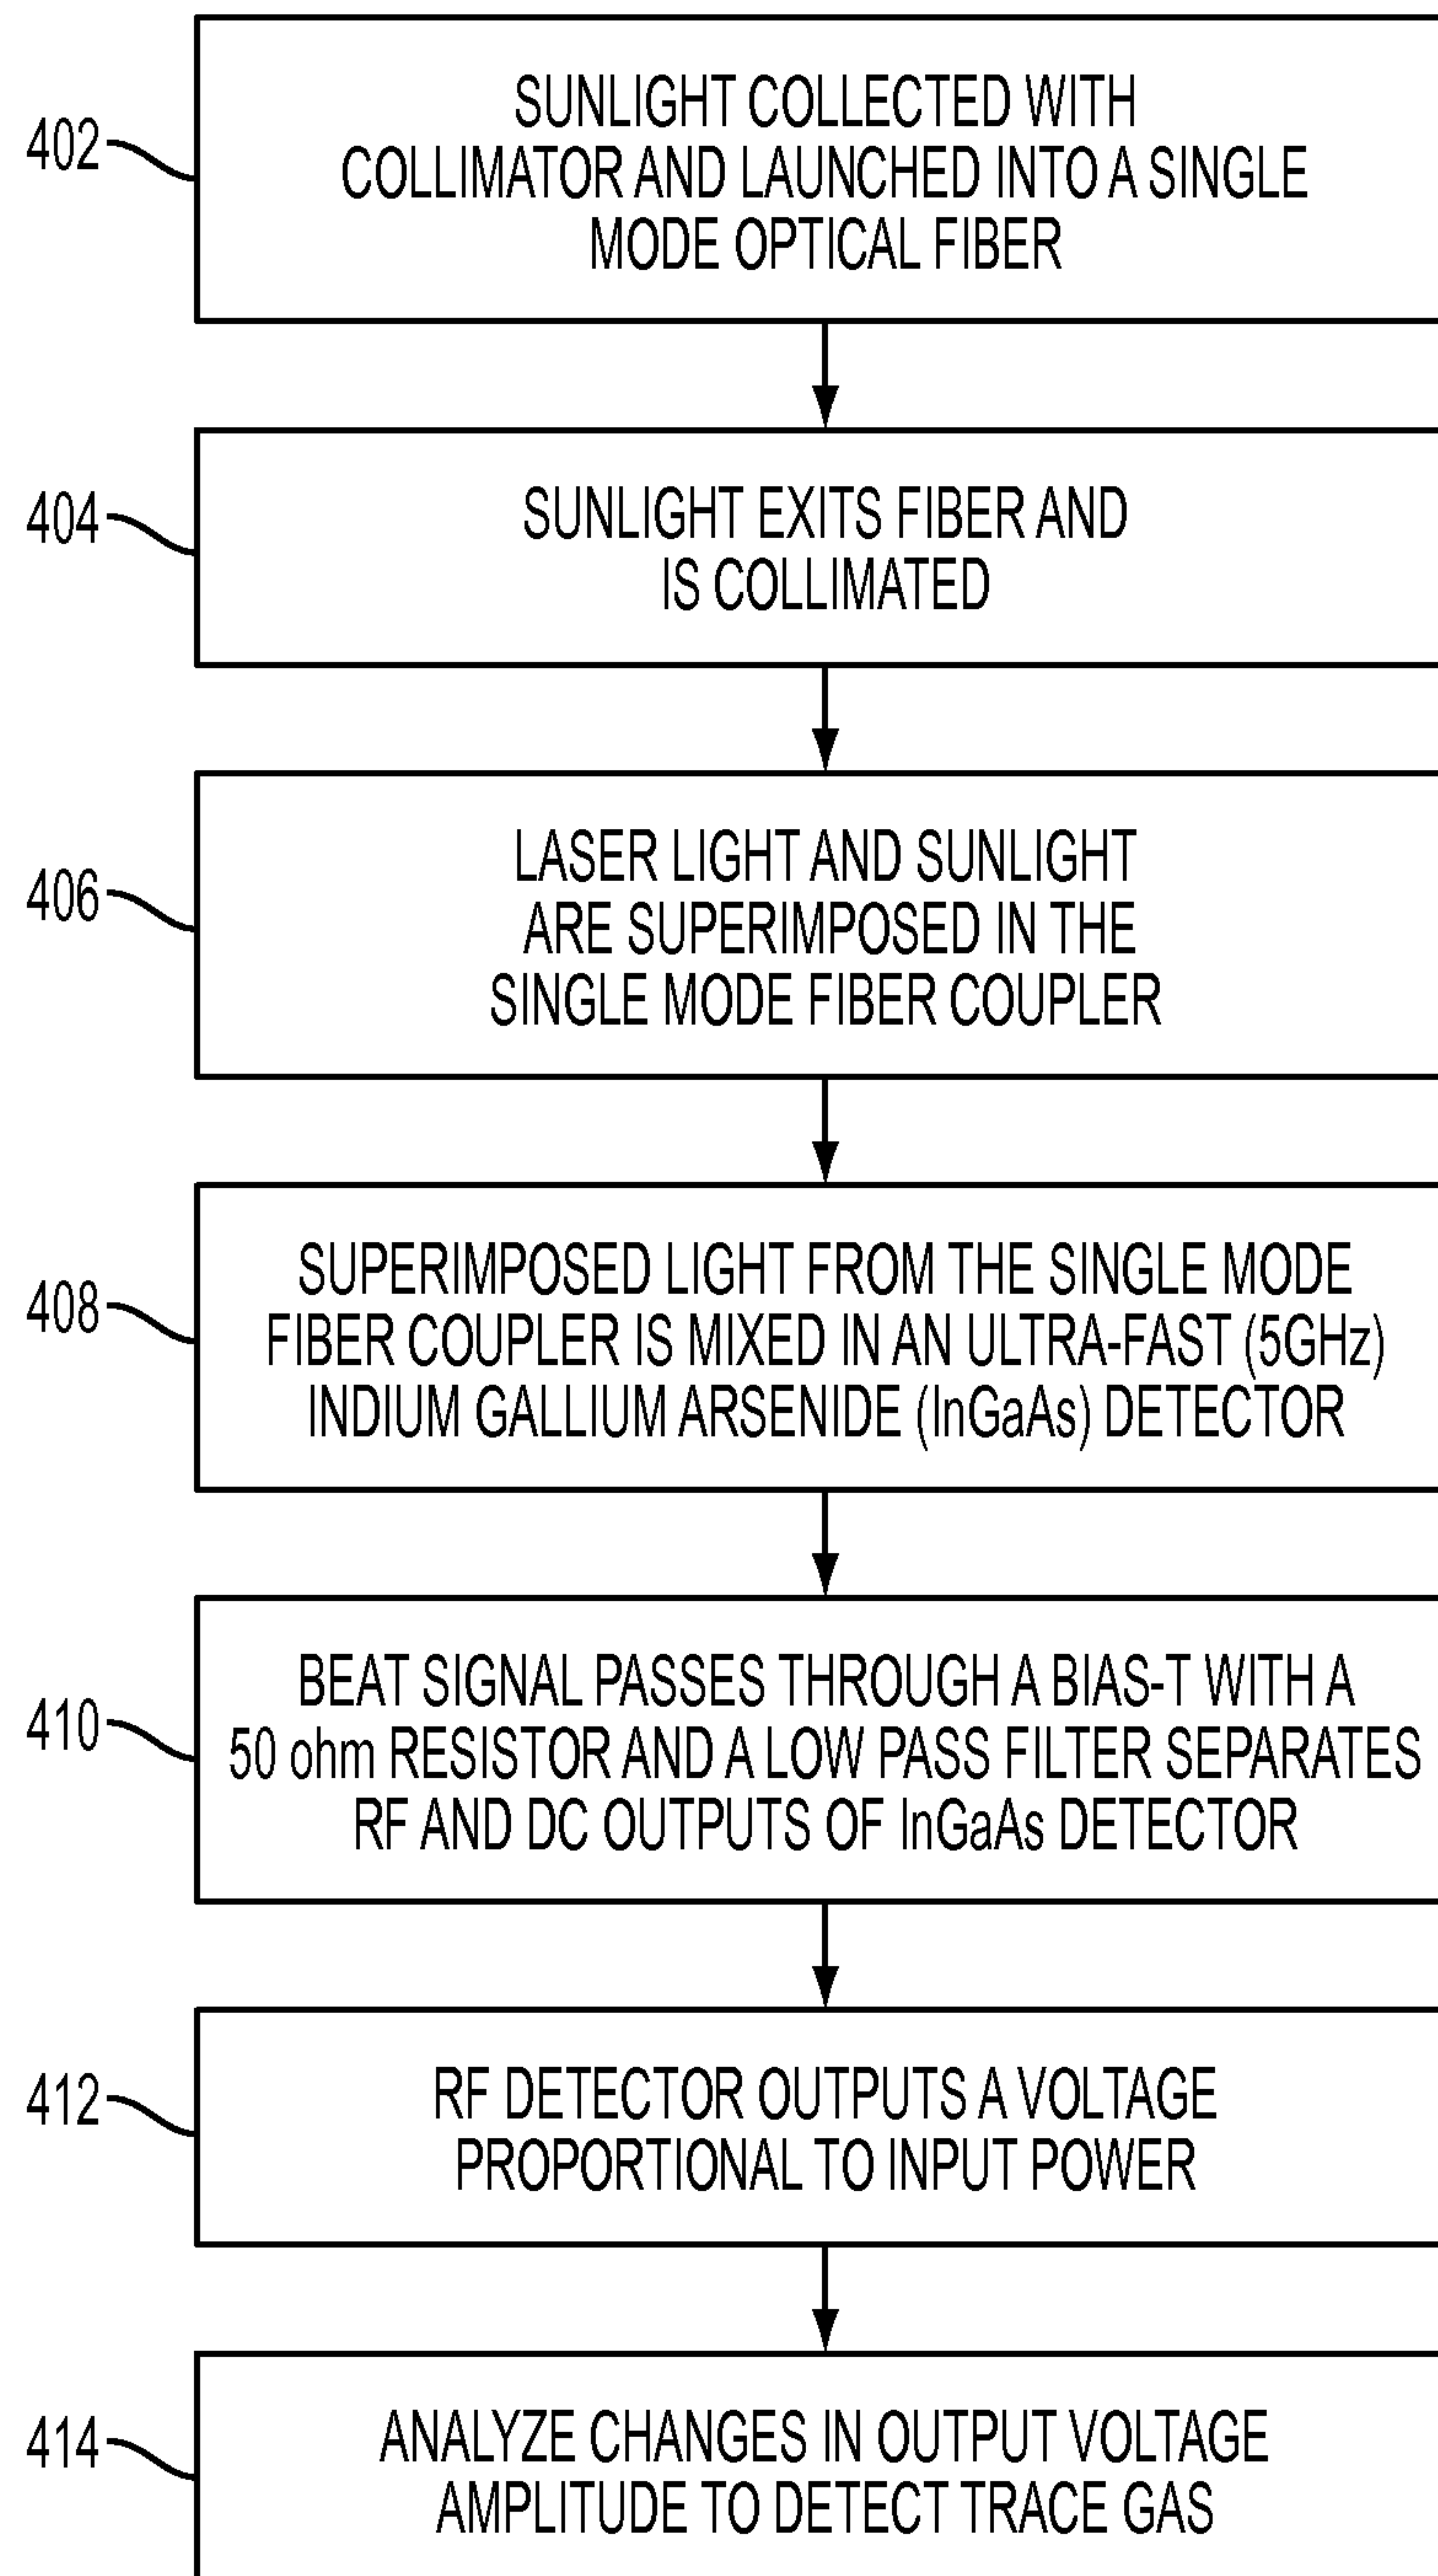 402
SUNLIGHT COLLECTED WITH
COLLIMATOR AND LAUNCHED INTO A SINGLE
MODE OPTICAL FIBER
404
SUNLIGHT EXITS FIBER AND
IS COLLIMATED
406
LASER LIGHT AND SUNLIGHT
ARE SUPERIMPOSED IN THE
SINGLE MODE FIBER COUPLER
408
SUPERIMPOSED LIGHT FROM THE SINGLE MODE
FIBER COUPLER IS MIXED IN AN ULTRA-FAST (5GHz)
INDIUM GALLIUM ARSENIDE (InGaAs) DETECTOR
410
BEAT SIGNAL PASSES THROUGH A BIAS-T WITH A
50 ohm RESISTOR AND A LOW PASS FILTER SEPARATES
RF AND DC OUTPUTS OF InGaAs DETECTOR
412
RF DETECTOR OUTPUTS A VOLTAGE
PROPORTIONAL TO INPUT POWER
414
ANALYZE CHANGES IN OUTPUT VOLTAGE
AMPLITUDE TO DETECT TRACE GAS